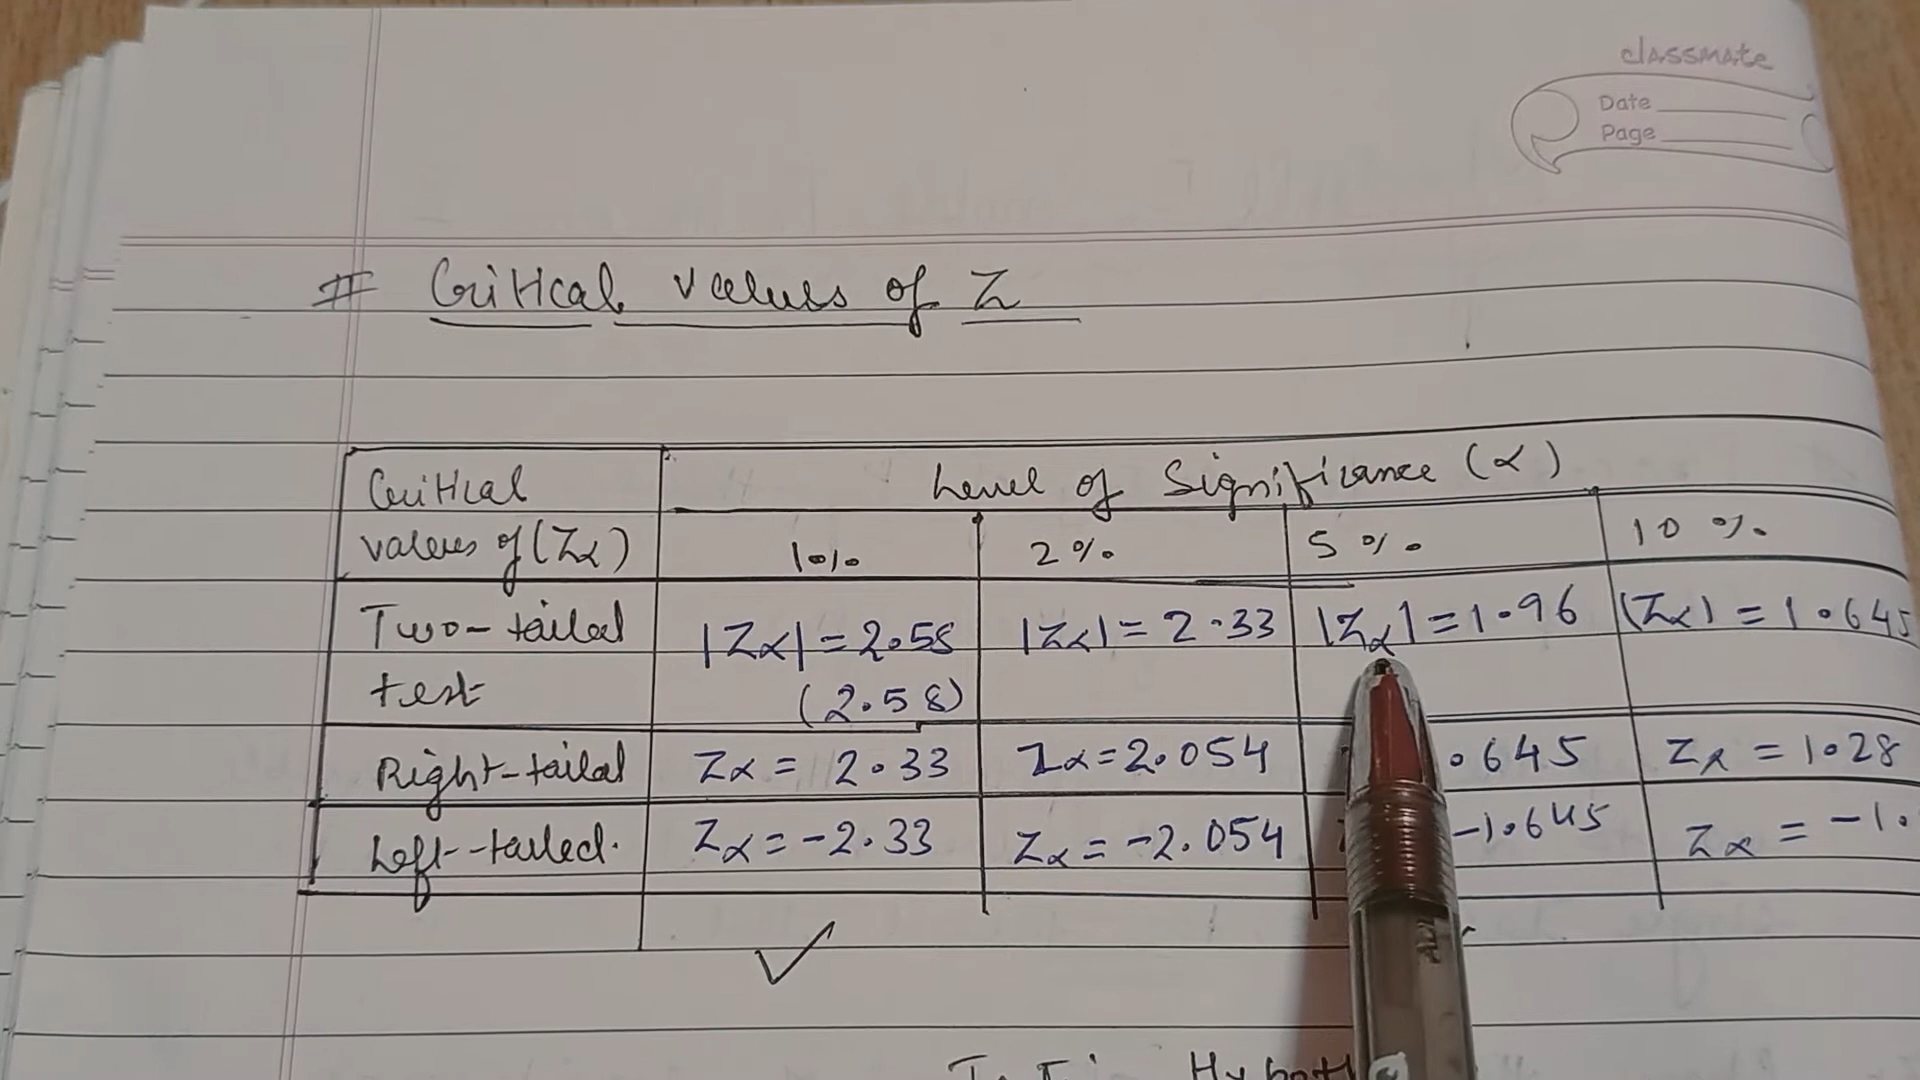 classmate
Date
Page
# Critical values of Z
Critical values of (Zα) Level of Significance (α)
1% 2% 5% 10%
Two-tailed test |Zα| = 2.58 (2.58) |Zα| = 2.33 |Zα| = 1.96 |Zα| = 1.645
Right-tailed Zα = 2.33 Zα = 2.054 .645 Zα = 1.28
Left-tailed. Zα = -2.33 Zα = -2.054 -1.645 Zα = -1.